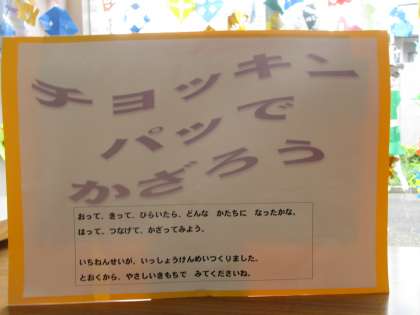 チョッキン
パッで
かざろう
おって、きって、ひらいたら、どんな　かたちに　なったかな。
はって、つなげて、かざってみよう。
いちねんせいが、いっしょうけんめいつくりました。
とおくから、やさしいきもちで　みてくださいね。